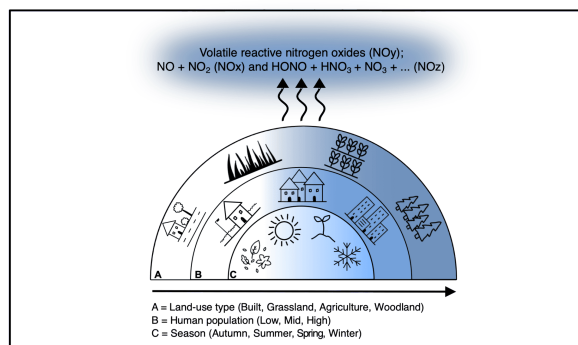 Volatile reactive nitrogen oxides (NOy);
NO + NO₂ (NOx) and HONO + HNO₃ + NO₃ + ... (NOz)
A
B
C
A = Land-use type (Built, Grassland, Agriculture, Woodland)
B = Human population (Low, Mid, High)
C = Season (Autumn, Summer, Spring, Winter)